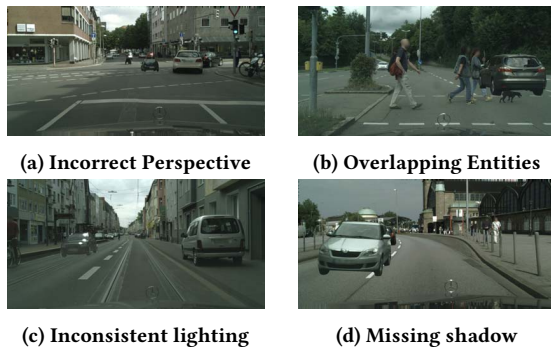 (a) Incorrect Perspective
(b) Overlapping Entities
(c) Inconsistent lighting
(d) Missing shadow